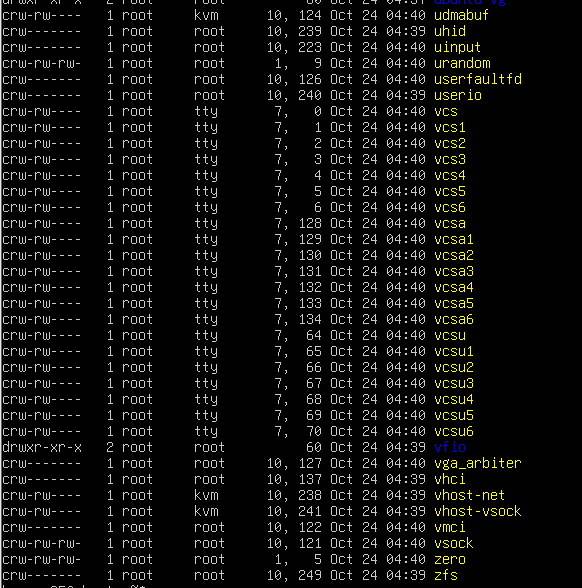 crw-rw---- 1 root kvm 10, 124 Oct 24 04:40 udmabuf
crw------- 1 root root 10, 239 Oct 24 04:39 uhid
crw------- 1 root root 10, 223 Oct 24 04:40 uinput
crw-rw-rw- 1 root root 1, 9 Oct 24 04:40 urandom
crw------- 1 root root 10, 126 Oct 24 04:40 userfaultfd
crw------- 1 root root 10, 240 Oct 24 04:39 userio
crw-rw---- 1 root tty 7, 0 Oct 24 04:40 vcs
crw-rw---- 1 root tty 7, 1 Oct 24 04:40 vcs1
crw-rw---- 1 root tty 7, 2 Oct 24 04:40 vcs2
crw-rw---- 1 root tty 7, 3 Oct 24 04:40 vcs3
crw-rw---- 1 root tty 7, 4 Oct 24 04:40 vcs4
crw-rw---- 1 root tty 7, 5 Oct 24 04:40 vcs5
crw-rw---- 1 root tty 7, 6 Oct 24 04:40 vcs6
crw-rw---- 1 root tty 7, 128 Oct 24 04:40 vcsa
crw-rw---- 1 root tty 7, 129 Oct 24 04:40 vcsa1
crw-rw---- 1 root tty 7, 130 Oct 24 04:40 vcsa2
crw-rw---- 1 root tty 7, 131 Oct 24 04:40 vcsa3
crw-rw---- 1 root tty 7, 132 Oct 24 04:40 vcsa4
crw-rw---- 1 root tty 7, 133 Oct 24 04:40 vcsa5
crw-rw---- 1 root tty 7, 134 Oct 24 04:40 vcsa6
crw-rw---- 1 root tty 7, 64 Oct 24 04:40 vcsu
crw-rw---- 1 root tty 7, 65 Oct 24 04:40 vcsu1
crw-rw---- 1 root tty 7, 66 Oct 24 04:40 vcsu2
crw-rw---- 1 root tty 7, 67 Oct 24 04:40 vcsu3
crw-rw---- 1 root tty 7, 68 Oct 24 04:40 vcsu4
crw-rw---- 1 root tty 7, 69 Oct 24 04:40 vcsu5
crw-rw---- 1 root tty 7, 70 Oct 24 04:40 vcsu6
drwxr-xr-x 2 root root 60 Oct 24 04:39 vfio
crw------- 1 root root 10, 127 Oct 24 04:40 vga_arbiter
crw------- 1 root root 10, 137 Oct 24 04:39 vhci
crw-rw---- 1 root kvm 10, 238 Oct 24 04:39 vhost-net
crw-rw---- 1 root kvm 10, 241 Oct 24 04:39 vhost-vsock
crw------- 1 root root 10, 122 Oct 24 04:40 vmci
crw-rw-rw- 1 root root 10, 121 Oct 24 04:40 vsock
crw-rw-rw- 1 root root 1, 5 Oct 24 04:40 zero
crw------- 1 root root 10, 249 Oct 24 04:39 zfs